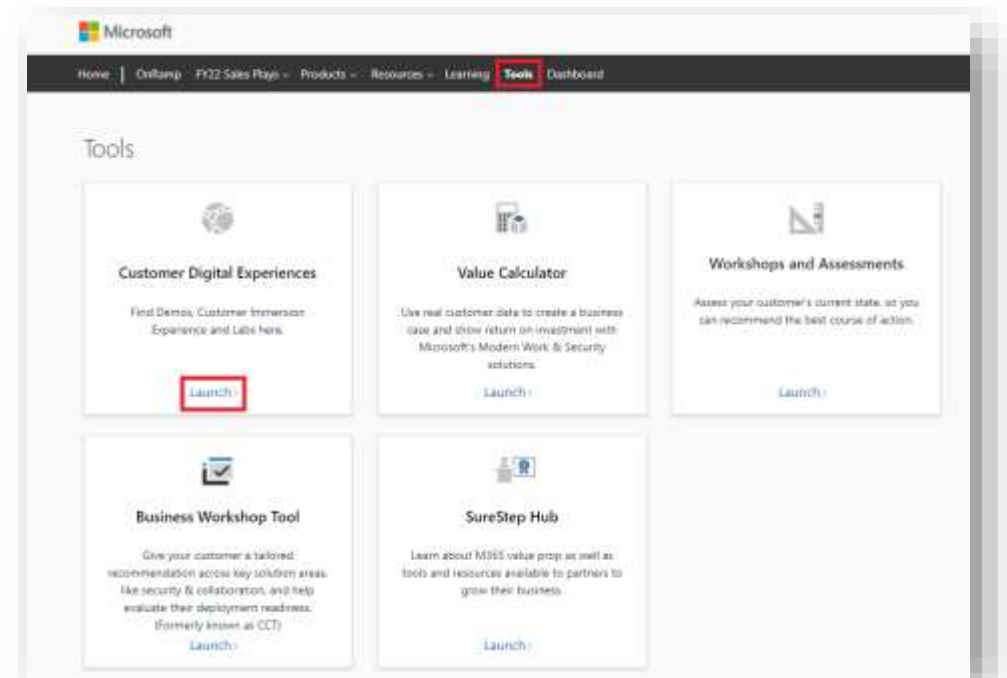 Microsoft
Home | OnRamp FY22 Sales Plays Products Resources Learning Tools Dashboard
Tools
Customer Digital Experiences
Find Demos, Customer Immersion
Experience and Labs here.
Launch
Value Calculator
Use real customer data to create a business
case and show return on investment with
Microsoft's Modern Work & Security
solutions.
Launch
Workshops and Assessments
Assess your customer's current state, so you
can recommend the best course of action.
Launch
Business Workshop Tool
Give your customer a tailored
recommendation across key solution areas,
like security & collaboration, and help
evaluate their deployment readiness.
(Formerly known as CCT)
Launch
SureStep Hub
Learn about M365 value prop as well as
tools and resources available to partners to
grow their business.
Launch